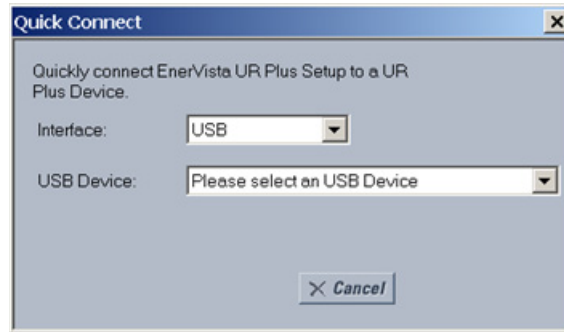 Quick Connect
Quickly connect EnerVista UR Plus Setup to a UR
Plus Device.
Interface: USB
USB Device: Please select an USB Device
Cancel